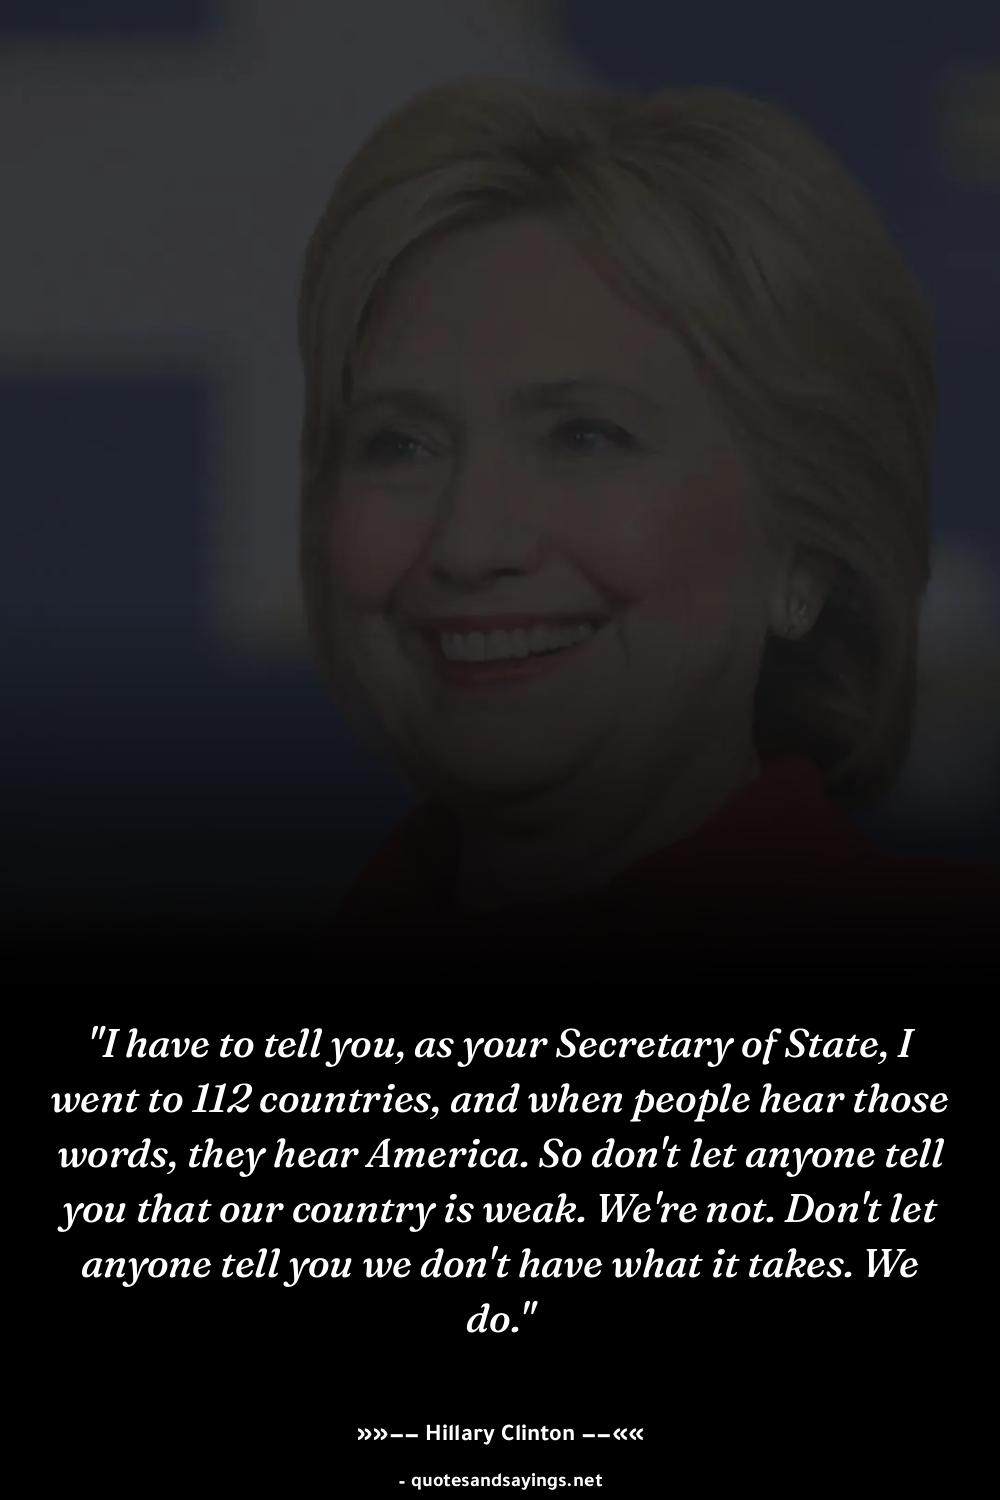 "I have to tell you, as your Secretary of State, I
went to 112 countries, and when people hear those
words, they hear America. So don't let anyone tell
you that our country is weak. We're not. Don't let
anyone tell you we don't have what it takes. We
do."
»»−− Hillary Clinton −−««
- quotesandsayings.net